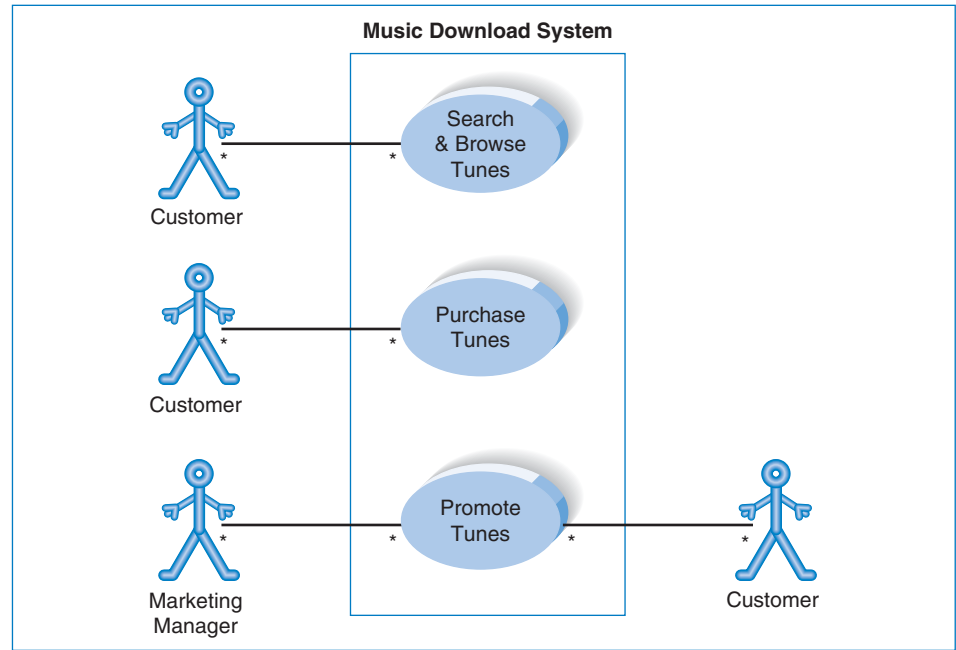 Music Download System
Search
& Browse
Tunes
*
*
Customer
Purchase
Tunes
*
*
Customer
Promote
Tunes
*
*
*
*
Marketing
Manager
Customer